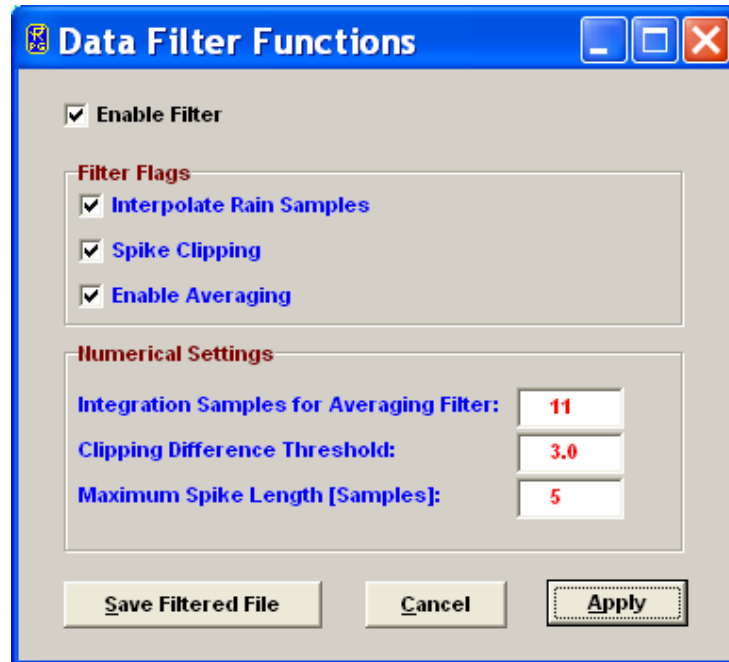 Data Filter Functions
Enable Filter
Filter Flags
Interpolate Rain Samples
Spike Clipping
Enable Averaging
Numerical Settings
Integration Samples for Averaging Filter: 11
Clipping Difference Threshold: 3.0
Maximum Spike Length [Samples]: 5
Save Filtered File Cancel Apply